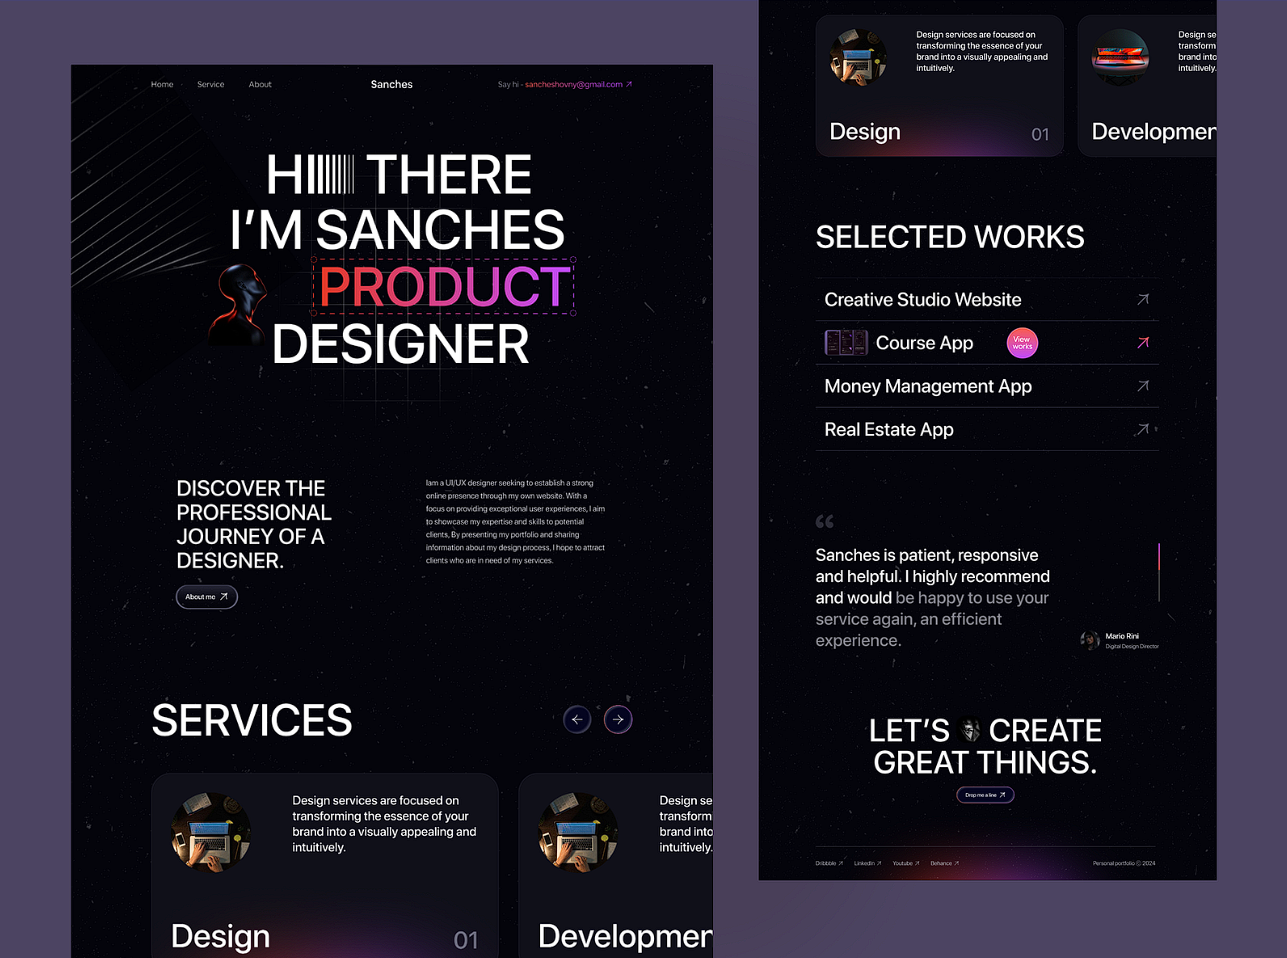 Home
Service
About
Sanches
Say hi - sancheshovny@gmail.com
HI THERE
I'M SANCHES
PRODUCT
DESIGNER
DISCOVER THE
PROFESSIONAL
JOURNEY OF A
DESIGNER.
About me
Iam a UI/UX designer seeking to establish a strong
online presence through my own website. With a
focus on providing exceptional user experiences, I aim
to showcase my expertise and skills to potential
clients, By presenting my portfolio and sharing
information about my design process, I hope to attract
clients who are in need of my services.
SERVICES
Design services are focused on
transforming the essence of your
brand into a visually appealing and
intuitively.
Design
01
Design se
transform
brand into
intuitively.
Developmen
Design services are focused on
transforming the essence of your
brand into a visually appealing and
intuitively.
Design
01
Design se
transform
brand into
intuitively.
Developmer
SELECTED WORKS
Creative Studio Website
Course App
View
works
Money Management App
Real Estate App
“
Sanches is patient, responsive
and helpful. I highly recommend
and would be happy to use your
service again, an efficient
experience.
Mario Rini
Digital Design Director
LET'S CREATE
GREAT THINGS.
Drop me a line
Dribbble
LinkedIn
Youtube
Behance
Personal portfolio © 2024